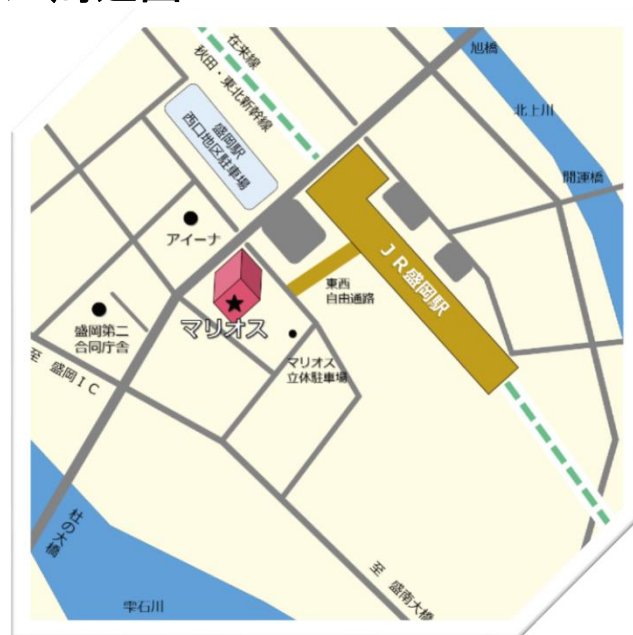 在来線
秋田・東北新幹線
旭橋
北上川
開運橋
盛岡駅
西口地区駐車場
アイーナ
JR盛岡駅
東西
自由通路
マリオス
盛岡第二
合同庁舎
マリオス
立体駐車場
至 盛岡IC
杜の大橋
雫石川
至 盛南大橋